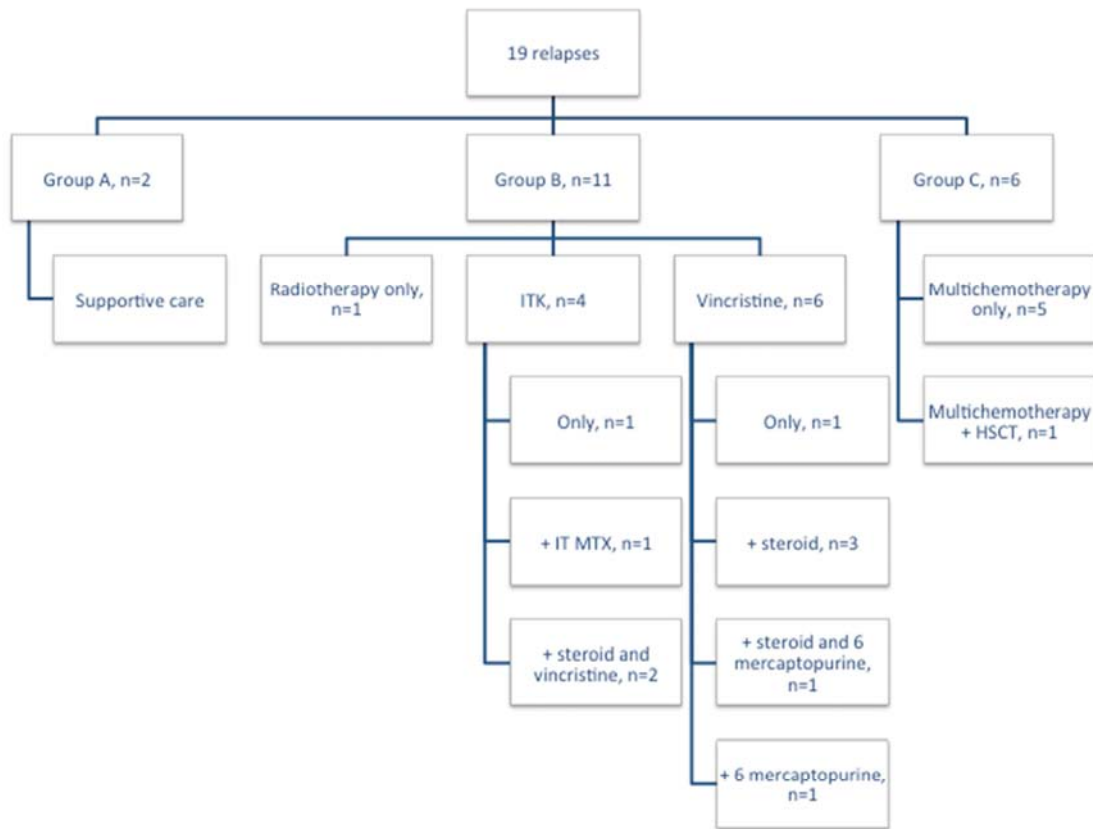 19 relapses
Group A, n=2
Group B, n=11
Group C, n=6
Supportive care
Radiotherapy only,
n=1
ITK, n=4
Vincristine, n=6
Multichemotherapy
only, n=5
Only, n=1
Only, n=1
Multichemotherapy
+ HSCT, n=1
+ IT MTX, n=1
+ steroid, n=3
+ steroid and
vincristine, n=2
+ steroid and 6
mercaptopurine,
n=1
+ 6 mercaptopurine,
n=1